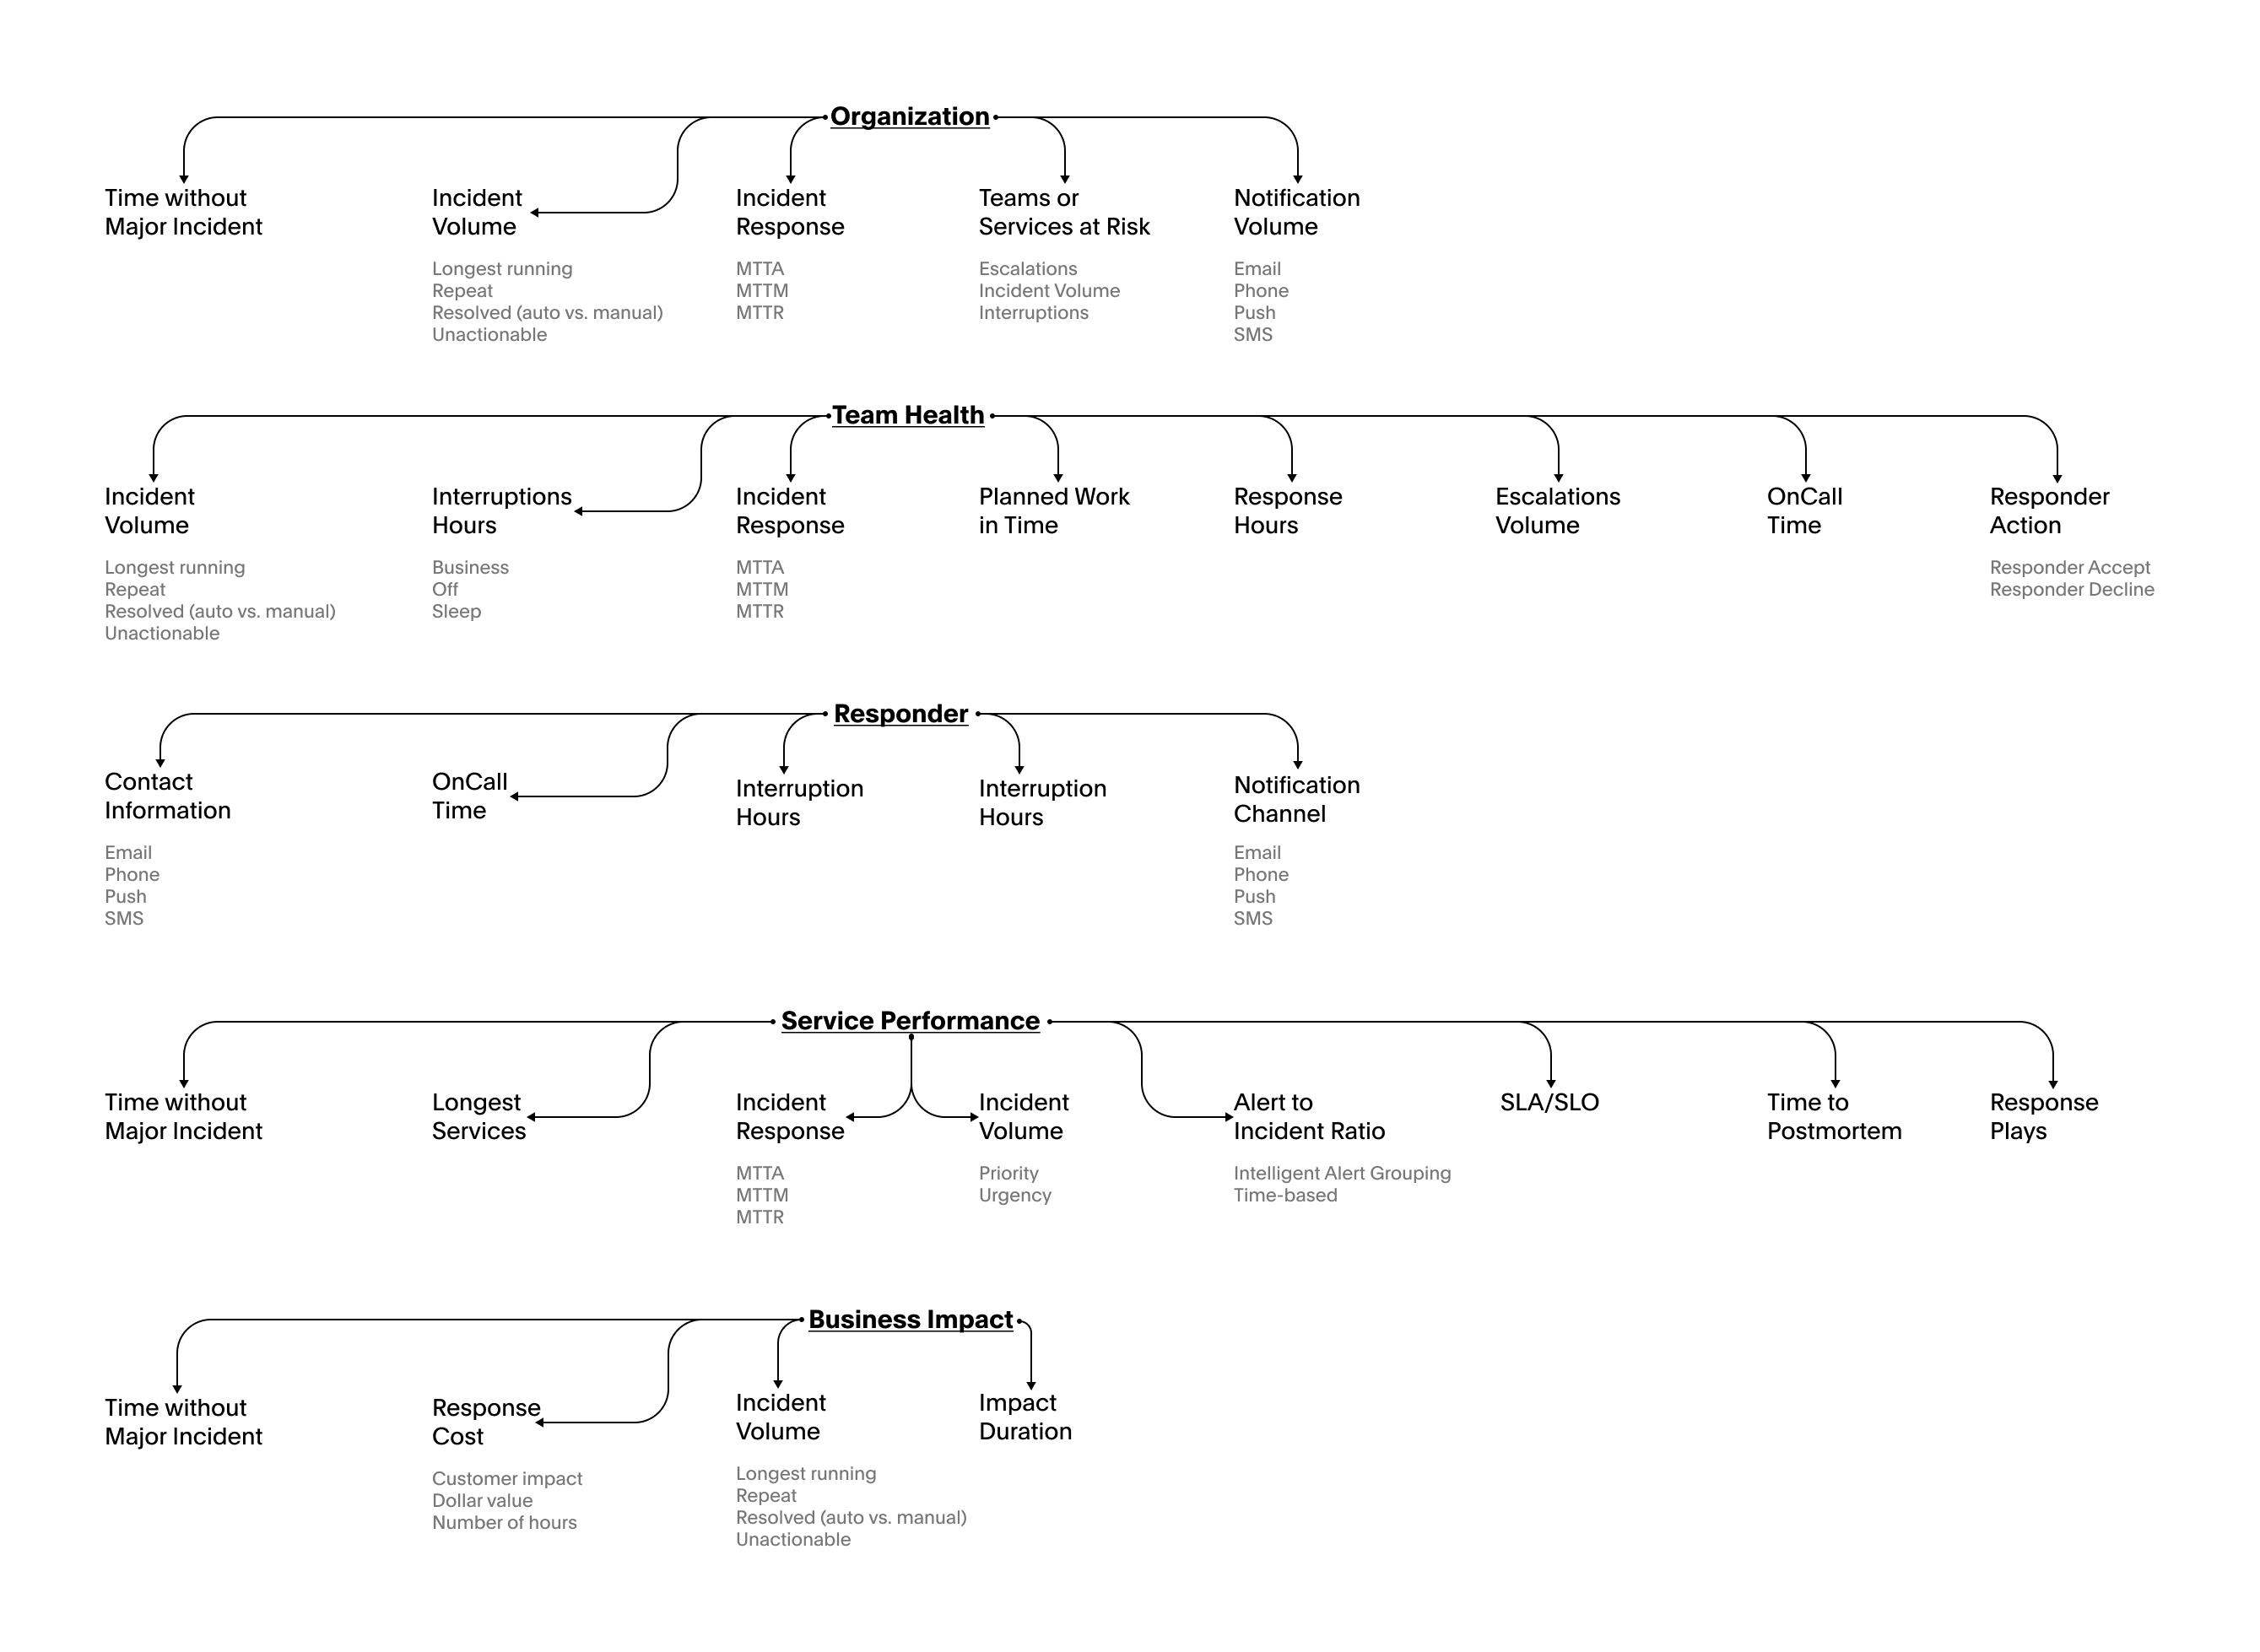 Organization
Time without
Major Incident
Incident
Volume
Longest running
Repeat
Resolved (auto vs. manual)
Unactionable
Incident
Response
MTTA
MTTM
MTTR
Teams or
Services at Risk
Escalations
Incident Volume
Interruptions
Notification
Volume
Email
Phone
Push
SMS
Team Health
Incident
Volume
Longest running
Repeat
Resolved (auto vs. manual)
Unactionable
Interruptions
Hours
Business
Off
Sleep
Incident
Response
MTTA
MTTM
MTTR
Planned Work
in Time
Response
Hours
Escalations
Volume
OnCall
Time
Responder
Action
Responder Accept
Responder Decline
Responder
Contact
Information
Email
Phone
Push
SMS
OnCall
Time
Interruption
Hours
Interruption
Hours
Notification
Channel
Email
Phone
Push
SMS
Service Performance
Time without
Major Incident
Longest
Services
Incident
Response
MTTA
MTTM
MTTR
Incident
Volume
Priority
Urgency
Alert to
Incident Ratio
Intelligent Alert Grouping
Time-based
SLA/SLO
Time to
Postmortem
Response
Plays
Business Impact
Time without
Major Incident
Response
Cost
Customer impact
Dollar value
Number of hours
Incident
Volume
Longest running
Repeat
Resolved (auto vs. manual)
Unactionable
Impact
Duration